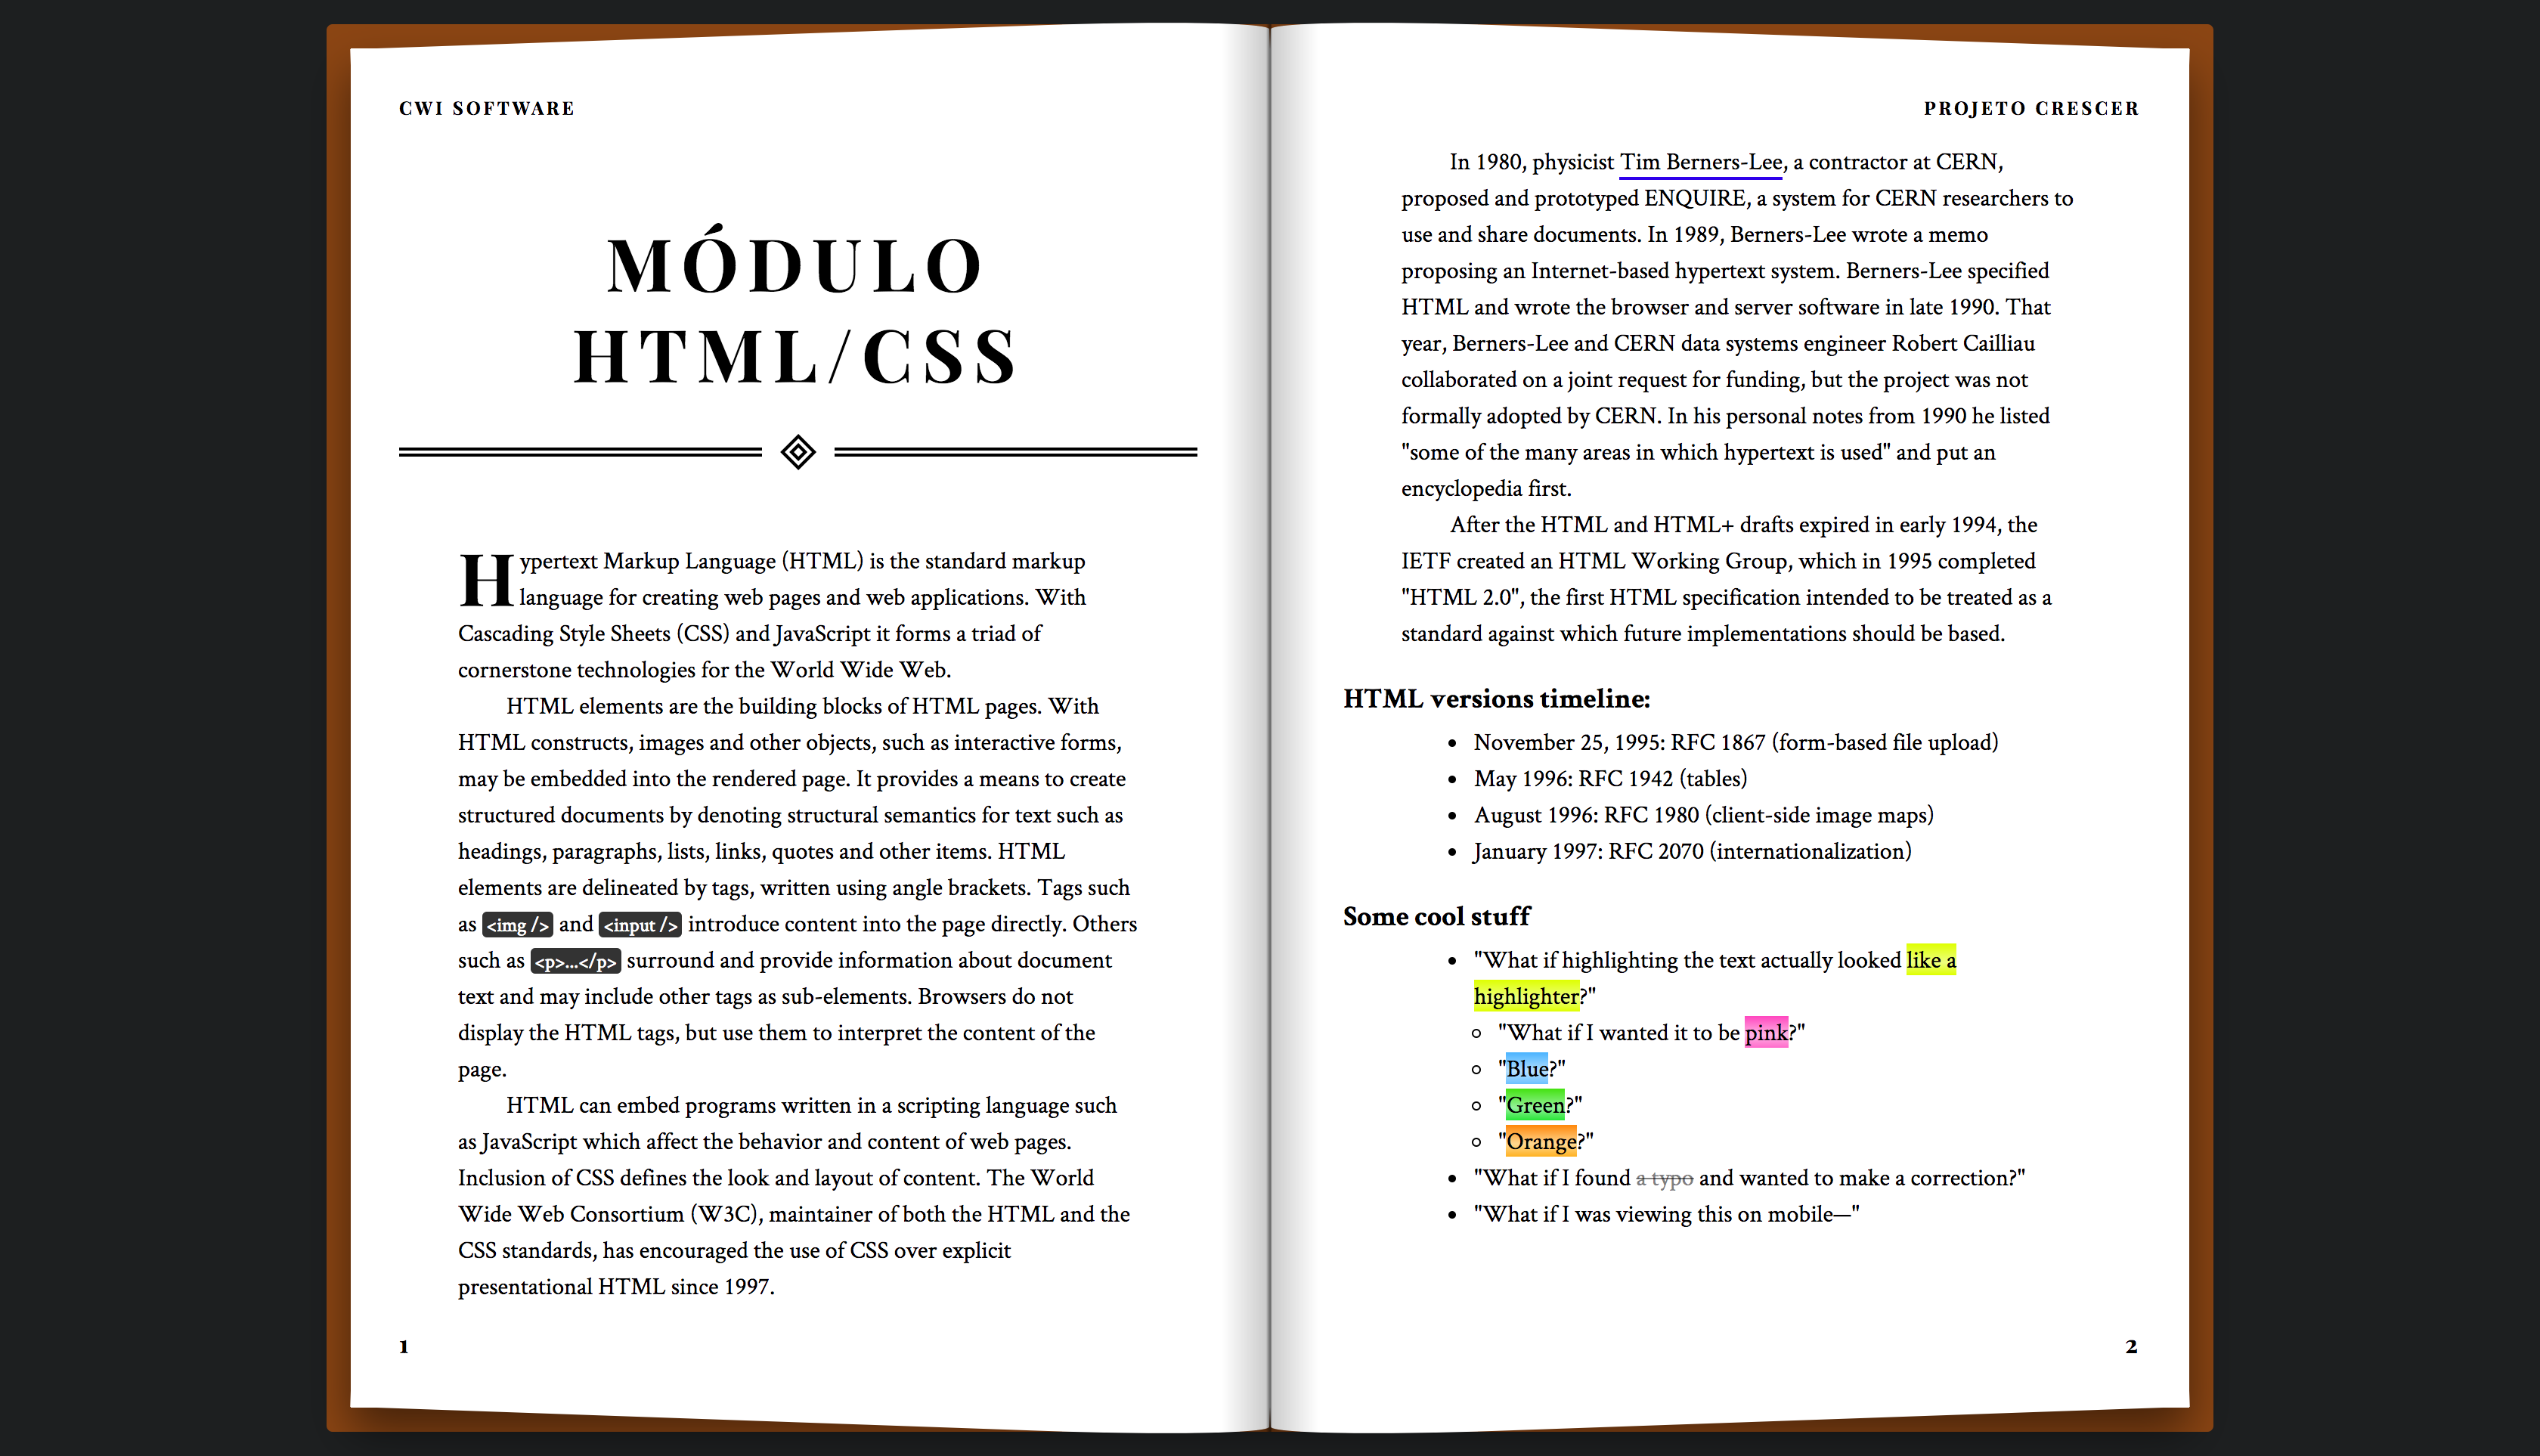 CWI SOFTWARE
MÓDULO
HTML/CSS
Hypertext Markup Language (HTML) is the standard markup
language for creating web pages and web applications. With
Cascading Style Sheets (CSS) and JavaScript it forms a triad of
cornerstone technologies for the World Wide Web.
HTML elements are the building blocks of HTML pages. With
HTML constructs, images and other objects, such as interactive forms,
may be embedded into the rendered page. It provides a means to create
structured documents by denoting structural semantics for text such as
headings, paragraphs, lists, links, quotes and other items. HTML
elements are delineated by tags, written using angle brackets. Tags such
as <img /> and <input /> introduce content into the page directly. Others
such as <p>...</p> surround and provide information about document
text and may include other tags as sub-elements. Browsers do not
display the HTML tags, but use them to interpret the content of the
page.
HTML can embed programs written in a scripting language such
as JavaScript which affect the behavior and content of web pages.
Inclusion of CSS defines the look and layout of content. The World
Wide Web Consortium (W3C), maintainer of both the HTML and the
CSS standards, has encouraged the use of CSS over explicit
presentational HTML since 1997.
1
PROJETO CRESCER
In 1980, physicist Tim Berners-Lee, a contractor at CERN,
proposed and prototyped ENQUIRE, a system for CERN researchers to
use and share documents. In 1989, Berners-Lee wrote a memo
proposing an Internet-based hypertext system. Berners-Lee specified
HTML and wrote the browser and server software in late 1990. That
year, Berners-Lee and CERN data systems engineer Robert Cailliau
collaborated on a joint request for funding, but the project was not
formally adopted by CERN. In his personal notes from 1990 he listed
"some of the many areas in which hypertext is used" and put an
encyclopedia first.
After the HTML and HTML+ drafts expired in early 1994, the
IETF created an HTML Working Group, which in 1995 completed
"HTML 2.0", the first HTML specification intended to be treated as a
standard against which future implementations should be based.
HTML versions timeline:
• November 25, 1995: RFC 1867 (form-based file upload)
• May 1996: RFC 1942 (tables)
• August 1996: RFC 1980 (client-side image maps)
• January 1997: RFC 2070 (internationalization)
Some cool stuff
• "What if highlighting the text actually looked like a
highlighter?"
◦ "What if I wanted it to be pink?"
◦ "Blue?"
◦ "Green?"
◦ "Orange?"
• "What if I found a typo and wanted to make a correction?"
• "What if I was viewing this on mobile—"
2